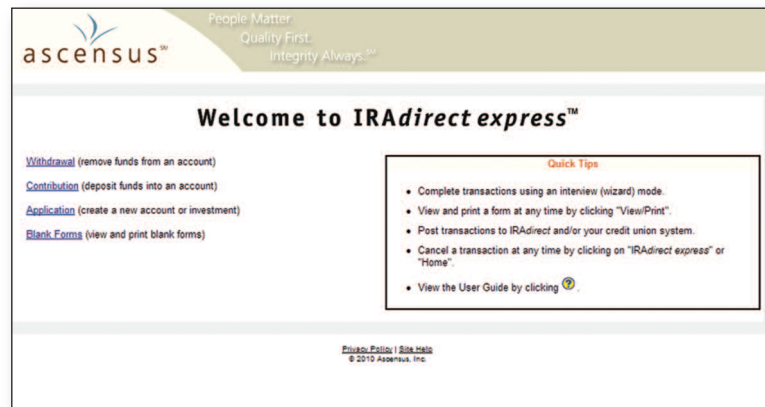 People Matter.
Quality First.
Integrity Always.℠
ascensus℠
Welcome to IRAdirect express™
Withdrawal (remove funds from an account)
Contribution (deposit funds into an account)
Application (create a new account or investment)
Blank Forms (view and print blank forms)
Quick Tips
• Complete transactions using an interview (wizard) mode.
• View and print a form at any time by clicking "View/Print".
• Post transactions to IRAdirect and/or your credit union system.
• Cancel a transaction at any time by clicking on "IRAdirect express" or
"Home".
• View the User Guide by clicking ?.
Privacy Policy | Site Help
© 2010 Ascensus, Inc.